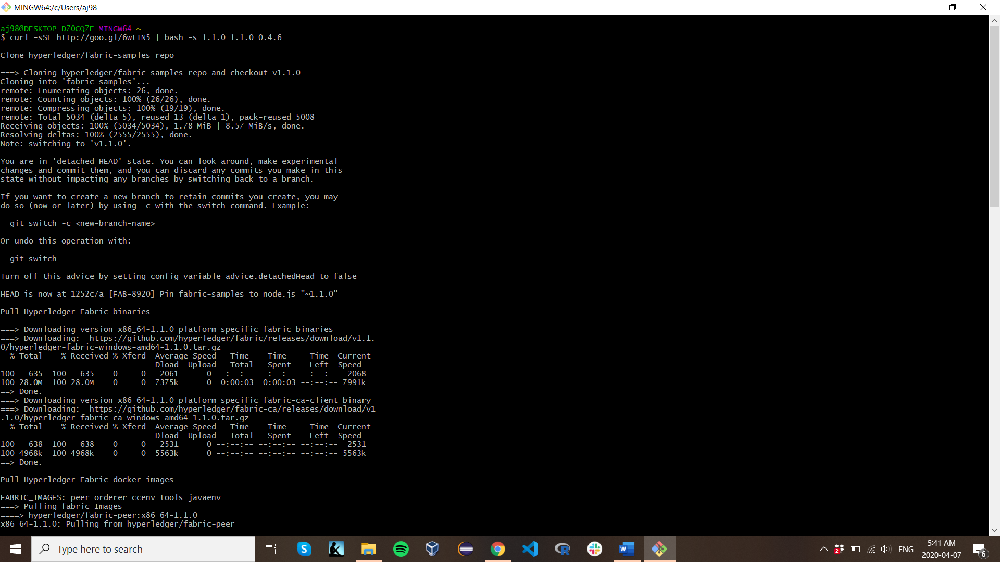 MINGW64:/c/Users/aj98
aj98@DESKTOP-D7OCQ7F MINGW64 ~
$ curl -sSL http://goo.gl/6wtTN5 | bash -s 1.1.0 1.1.0 0.4.6
Clone hyperledger/fabric-samples repo
===> Cloning hyperledger/fabric-samples repo and checkout v1.1.0
Cloning into 'fabric-samples'...
remote: Enumerating objects: 26, done.
remote: Counting objects: 100% (26/26), done.
remote: Compressing objects: 100% (19/19), done.
remote: Total 5034 (delta 5), reused 13 (delta 1), pack-reused 5008
Receiving objects: 100% (5034/5034), 1.78 MiB | 8.57 MiB/s, done.
Resolving deltas: 100% (2555/2555), done.
Note: switching to 'v1.1.0'.
You are in 'detached HEAD' state. You can look around, make experimental
changes and commit them, and you can discard any commits you make in this
state without impacting any branches by switching back to a branch.
If you want to create a new branch to retain commits you create, you may
do so (now or later) by using -c with the switch command. Example:
git switch -c <new-branch-name>
Or undo this operation with:
git switch -
Turn off this advice by setting config variable advice.detachedHead to false
HEAD is now at 1252c7a [FAB-8920] Pin fabric-samples to node.js "~1.1.0"
Pull Hyperledger Fabric binaries
===> Downloading version x86_64-1.1.0 platform specific fabric binaries
===> Downloading:  https://github.com/hyperledger/fabric/releases/download/v1.1.
0/hyperledger-fabric-windows-amd64-1.1.0.tar.gz
% Total    % Received % Xferd  Average Speed   Time    Time     Time  Current
Dload  Upload   Total   Spent    Left  Speed
100   635  100   635    0     0   2061      0 --:--:-- --:--:-- --:--:--  2068
100 28.0M  100 28.0M    0     0  7375k      0  0:00:03  0:00:03 --:--:-- 7991k
==> Done.
===> Downloading version x86_64-1.1.0 platform specific fabric-ca-client binary
===> Downloading:  https://github.com/hyperledger/fabric-ca/releases/download/v1
.1.0/hyperledger-fabric-ca-windows-amd64-1.1.0.tar.gz
% Total    % Received % Xferd  Average Speed   Time    Time     Time  Current
Dload  Upload   Total   Spent    Left  Speed
100   638  100   638    0     0   2531      0 --:--:-- --:--:-- --:--:--  2531
100 4968k  100 4968k    0     0  5563k      0 --:--:-- --:--:-- --:--:-- 5563k
==> Done.
Pull Hyperledger Fabric docker images
FABRIC_IMAGES: peer orderer ccenv tools javaenv
===> Pulling fabric Images
====> hyperledger/fabric-peer:x86_64-1.1.0
x86_64-1.1.0: Pulling from hyperledger/fabric-peer
Type here to search
ENG
5:41 AM
2020-04-07
6